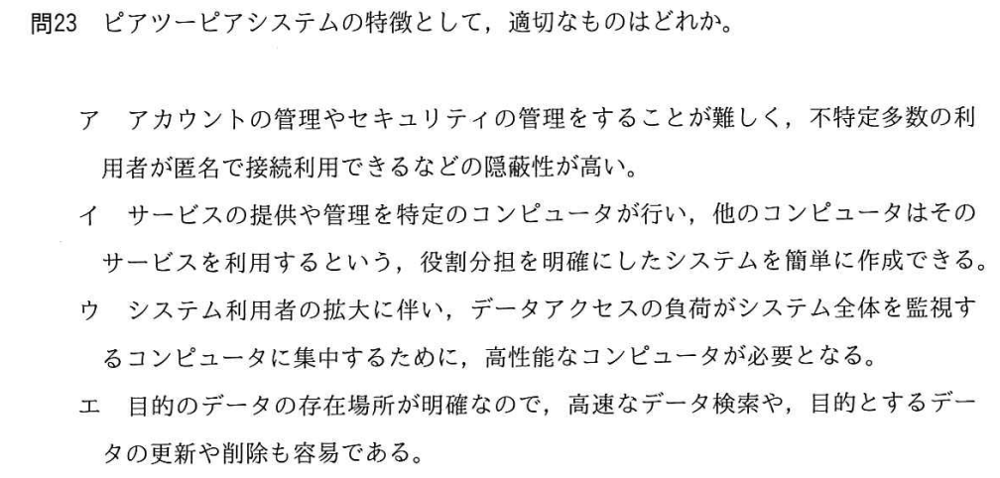 問23 ピアツーピアシステムの特徴として，適切なものはどれか。
ア アカウントの管理やセキュリティの管理をすることが難しく，不特定多数の利
用者が匿名で接続利用できるなどの隠蔽性が高い。
イ サービスの提供や管理を特定のコンピュータが行い，他のコンピュータはその
サービスを利用するという，役割分担を明確にしたシステムを簡単に作成できる。
ウ システム利用者の拡大に伴い，データアクセスの負荷がシステム全体を監視す
るコンピュータに集中するために，高性能なコンピュータが必要となる。
エ 目的のデータの存在場所が明確なので，高速なデータ検索や，目的とするデー
タの更新や削除も容易である。